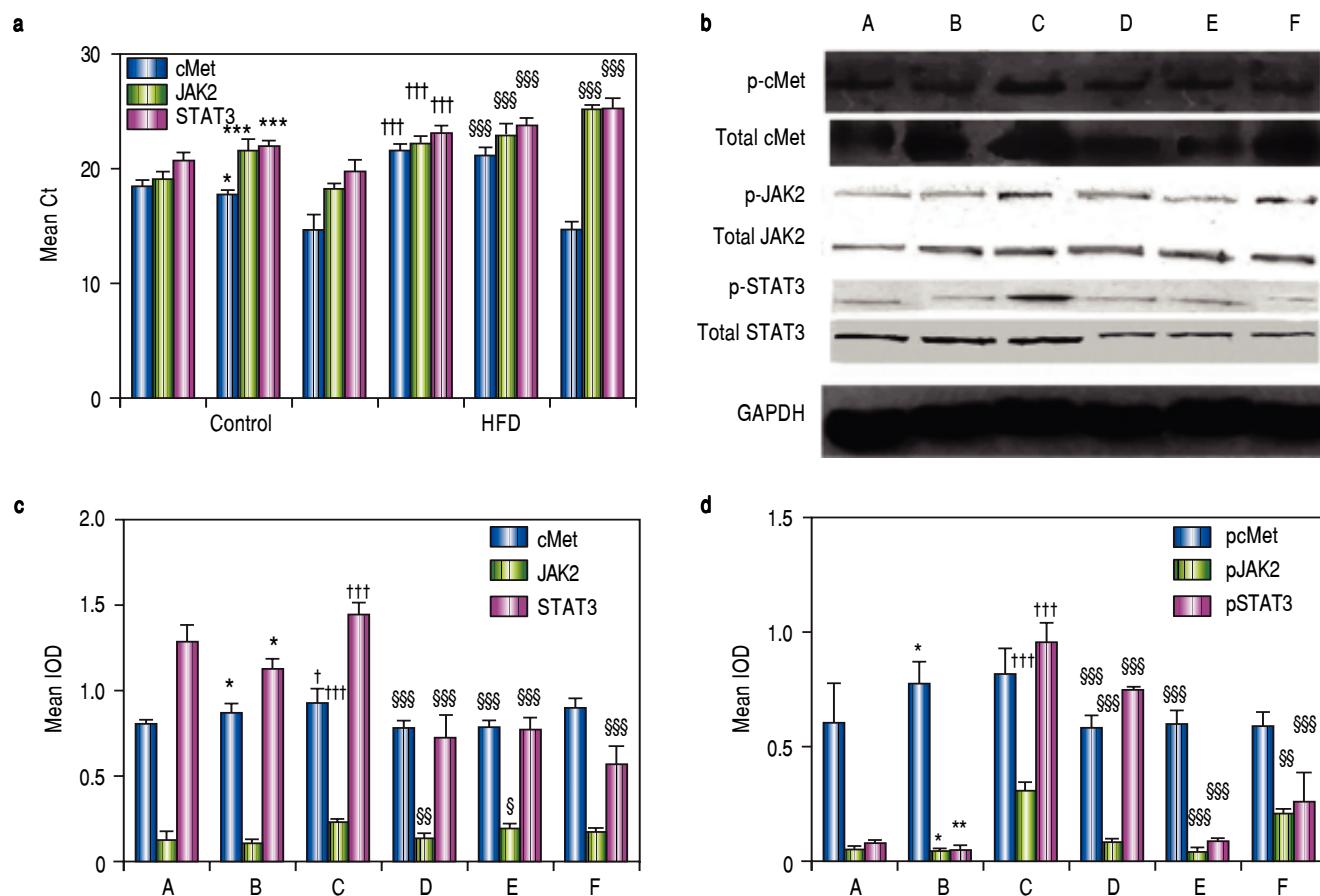 a
30
20
10
0
Mean Ct
cMet
JAK2
STAT3
*
***
***
†††
†††
†††
§§§
§§§
§§§
§§§
§§§
Control
HFD
b
A B C D E F
p-cMet
Total cMet
p-JAK2
Total JAK2
p-STAT3
Total STAT3
GAPDH
c
2.0
1.5
1.0
0.5
0
Mean IOD
cMet
JAK2
STAT3
*
*
†
†††
†††
§§§
§§
§§§
§§§
§
§§§
§§§
A B C D E F
d
1.5
1.0
0.5
0
Mean IOD
pcMet
pJAK2
pSTAT3
*
*
**
†††
†††
§§§
§§§
§§§
§§§
§§§
§§§
§§
§§§
A B C D E F